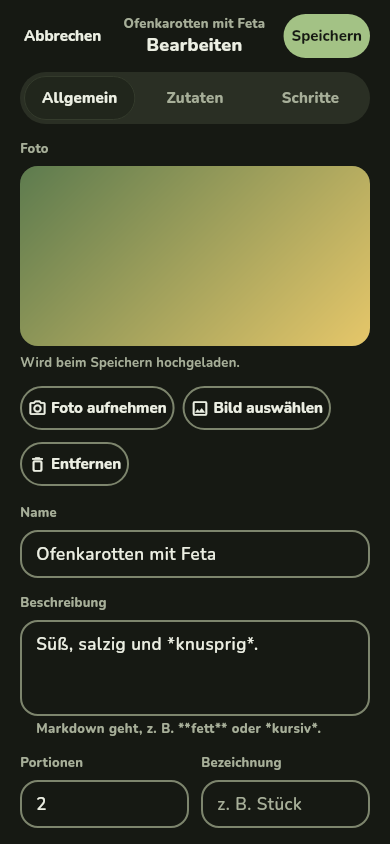 Abbrechen
Ofenkarotten mit Feta
Bearbeiten
Speichern
Allgemein
Zutaten
Schritte
Foto
Wird beim Speichern hochgeladen.
Foto aufnehmen
Bild auswählen
Entfernen
Name
Ofenkarotten mit Feta
Beschreibung
Süß, salzig und *knusprig*.
Markdown geht, z. B. **fett** oder *kursiv*.
Portionen
Bezeichnung
2
z. B. Stück